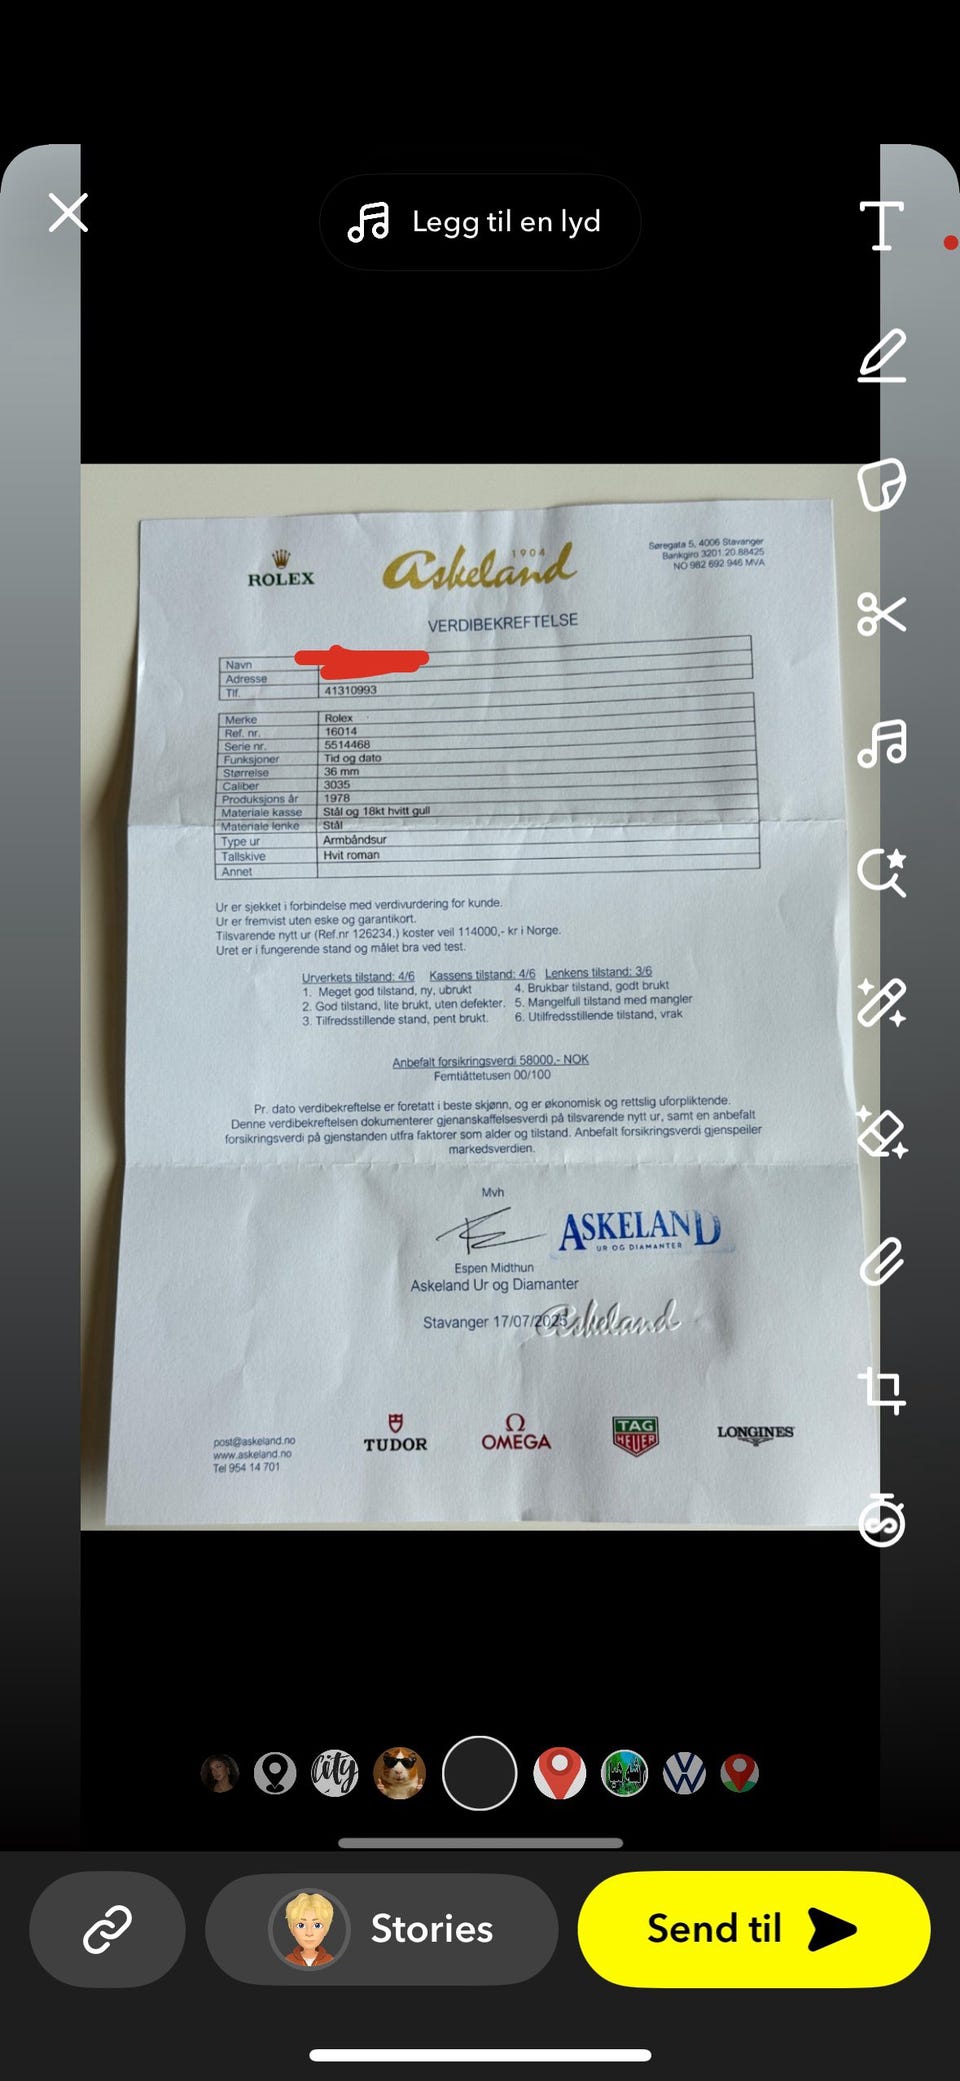 Legg til en lyd
T
ROLEX
1904
Askeland
Søregata 5, 4006 Stavanger
Bankgiro 3201.20.88425
NO 982 692 946 MVA
VERDIBEKREFTELSE
Navn
Adresse
Tlf. 41310993
Merke Rolex
Ref. nr. 16014
Serie nr. 5514468
Funksjoner Tid og dato
Størrelse 36 mm
Caliber 3035
Produksjons år 1978
Materiale kasse Stål og 18kt hvitt gull
Materiale lenke Stål
Type ur Armbåndsur
Tallskive Hvit roman
Annet
Ur er sjekket i forbindelse med verdivurdering for kunde.
Ur er fremvist uten eske og garantikort.
Tilsvarende nytt ur (Ref.nr 126234.) koster veil 114000,- kr i Norge.
Uret er i fungerende stand og målet bra ved test.
Urverkets tilstand: 4/6 Kassens tilstand: 4/6 Lenkens tilstand: 3/6
1. Meget god tilstand, ny, ubrukt 4. Brukbar tilstand, godt brukt
2. God tilstand, lite brukt, uten defekter. 5. Mangelfull tilstand med mangler
3. Tilfredsstillende stand, pent brukt. 6. Utilfredsstillende tilstand, vrak
Anbefalt forsikringsverdi 58000,- NOK
Femtiåttetusen 00/100
Pr. dato verdibekreftelse er foretatt i beste skjønn, og er økonomisk og rettslig uforpliktende.
Denne verdibekreftelsen dokumenterer gjenanskaffelsesverdi på tilsvarende nytt ur, samt en anbefalt
forsikringsverdi på gjenstanden utfra faktorer som alder og tilstand. Anbefalt forsikringsverdi gjenspeiler
markedsverdien.
Mvh
ASKELAND
UR OG DIAMANTER
Espen Midthun
Askeland Ur og Diamanter
Stavanger 17/07/2025
Askeland
post@askeland.no
www.askeland.no
Tel 954 14 701
TUDOR
OMEGA
TAG
HEUER
LONGINES
City
Stories
Send til